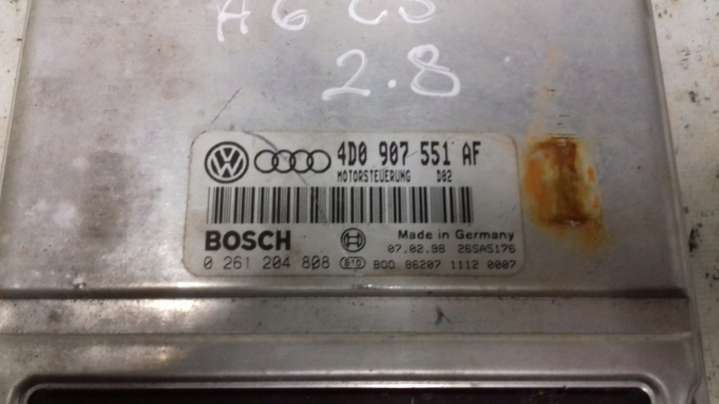 A6 C5
2.8
4D0 907 551 AF
MOTORSTEUERUNG D02
BOSCH
Made in Germany
07.02.98 26SA5176
0 261 204 808 B00 86207 1112 0007